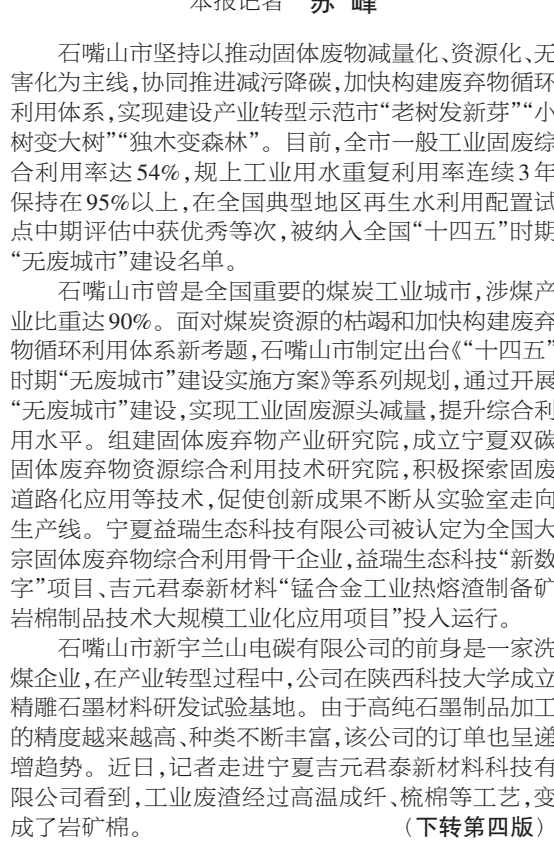 本报记者 苏 峰
石嘴山市坚持以推动固体废物减量化、资源化、无
害化为主线,协同推进减污降碳,加快构建废弃物循环
利用体系,实现建设产业转型示范市“老树发新芽”“小
树变大树”“独木变森林”。目前,全市一般工业固废综
合利用率达54%,规上工业用水重复利用率连续3年
保持在95%以上,在全国典型地区再生水利用配置试
点中期评估中获优秀等次,被纳入全国“十四五”时期
“无废城市”建设名单。
石嘴山市曾是全国重要的煤炭工业城市,涉煤产
业比重达90%。面对煤炭资源的枯竭和加快构建废弃
物循环利用体系新考题,石嘴山市制定出台《“十四五”
时期“无废城市”建设实施方案》等系列规划,通过开展
“无废城市”建设,实现工业固废源头减量,提升综合利
用水平。组建固体废弃物产业研究院,成立宁夏双碳
固体废弃物资源综合利用技术研究院,积极探索固废
道路化应用等技术,促使创新成果不断从实验室走向
生产线。宁夏益瑞生态科技有限公司被认定为全国大
宗固体废弃物综合利用骨干企业,益瑞生态科技“新数
字”项目、吉元君泰新材料“锰合金工业热熔渣制备矿
岩棉制品技术大规模工业化应用项目”投入运行。
石嘴山市新宇兰山电碳有限公司的前身是一家洗
煤企业,在产业转型过程中,公司在陕西科技大学成立
精雕石墨材料研发试验基地。由于高纯石墨制品加工
的精度越来越高、种类不断丰富,该公司的订单也呈递
增趋势。近日,记者走进宁夏吉元君泰新材料科技有
限公司看到,工业废渣经过高温成纤、梳棉等工艺,变
成了岩矿棉。 (下转第四版)